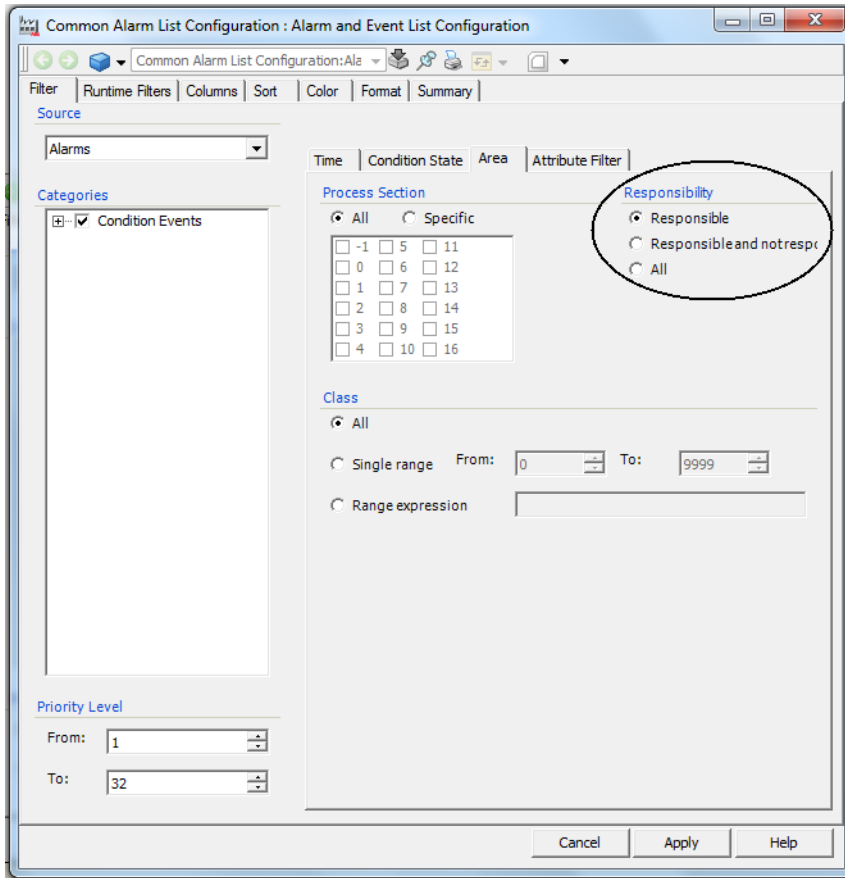 Common Alarm List Configuration : Alarm and Event List Configuration
Common Alarm List Configuration:Ala
Filter Runtime Filters Columns Sort Color Format Summary
Source
Alarms
Categories
Condition Events
Priority Level
From: 1
To: 32
Time Condition State Area Attribute Filter
Process Section
All Specific
-1 5 11
0 6 12
1 7 13
2 8 14
3 9 15
4 10 16
Responsibility
Responsible
Responsible and not respo
All
Class
All
Single range From: 0 To: 9999
Range expression
Cancel Apply Help